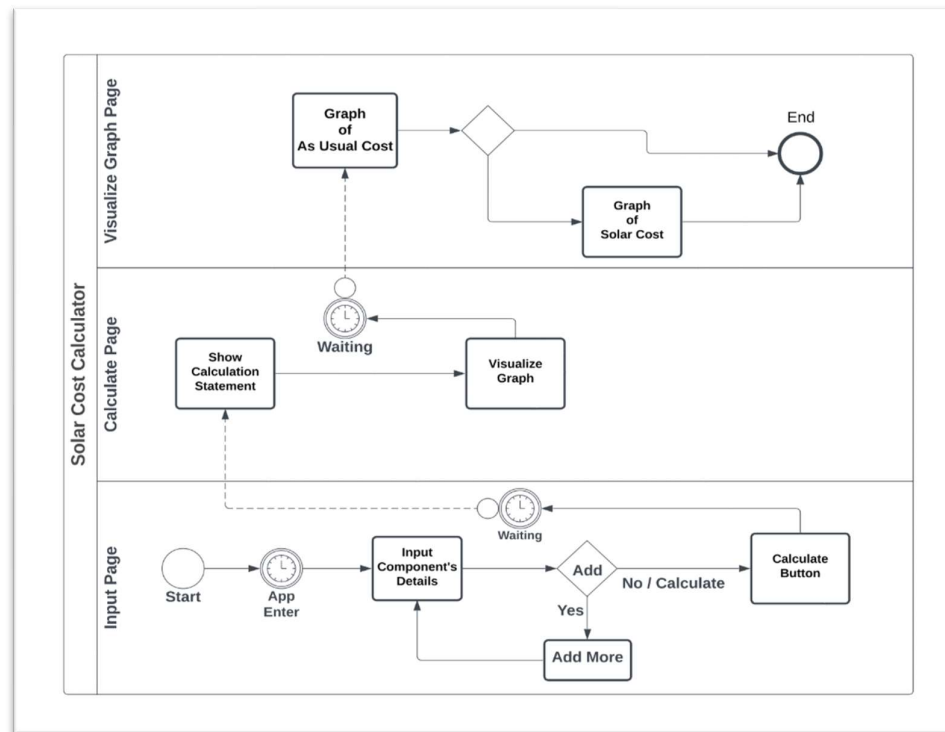 Solar Cost Calculator
Visualize Graph Page
Graph
of
As Usual Cost
End
Graph
of
Solar Cost
Calculate Page
Waiting
Show
Calculation
Statement
Visualize
Graph
Input Page
Waiting
Start
App
Enter
Input
Component's
Details
Add
No / Calculate
Calculate
Button
Yes
Add More